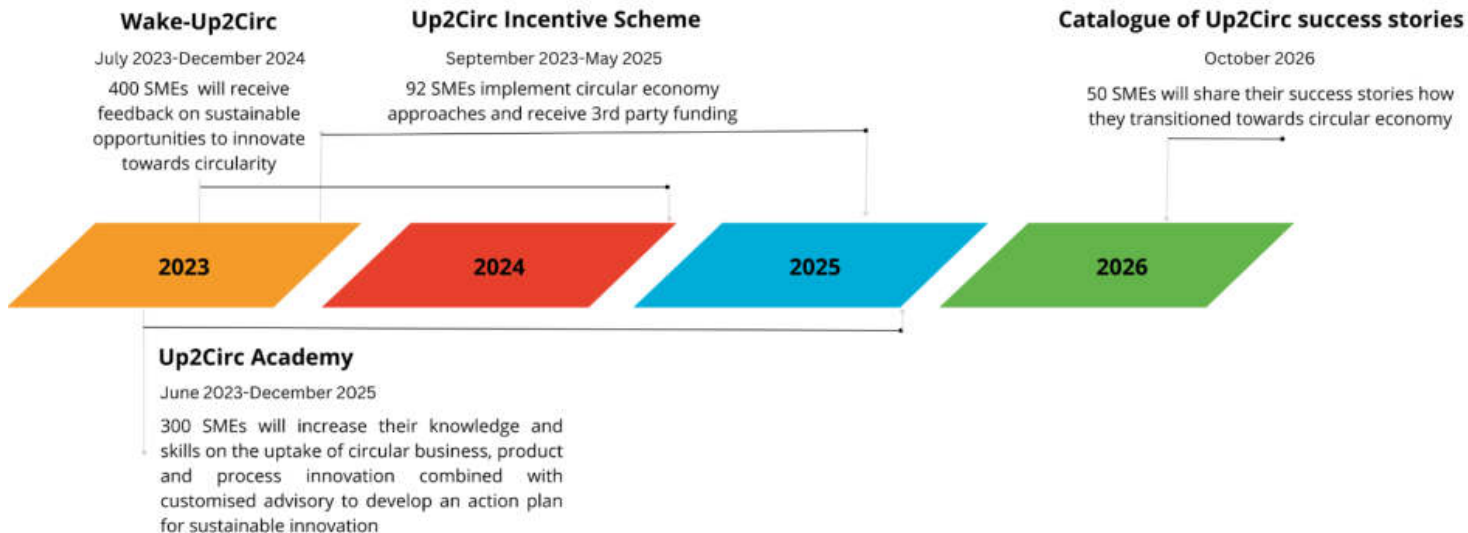 Wake-Up2Circ
July 2023-December 2024
400 SMEs will receive
feedback on sustainable
opportunities to innovate
towards circularity
Up2Circ Incentive Scheme
September 2023-May 2025
92 SMEs implement circular economy
approaches and receive 3rd party funding
Catalogue of Up2Circ success stories
October 2026
50 SMEs will share their success stories how
they transitioned towards circular economy
2023
2024
2025
2026
Up2Circ Academy
June 2023-December 2025
300 SMEs will increase their knowledge and
skills on the uptake of circular business, product
and process innovation combined with
customised advisory to develop an action plan
for sustainable innovation